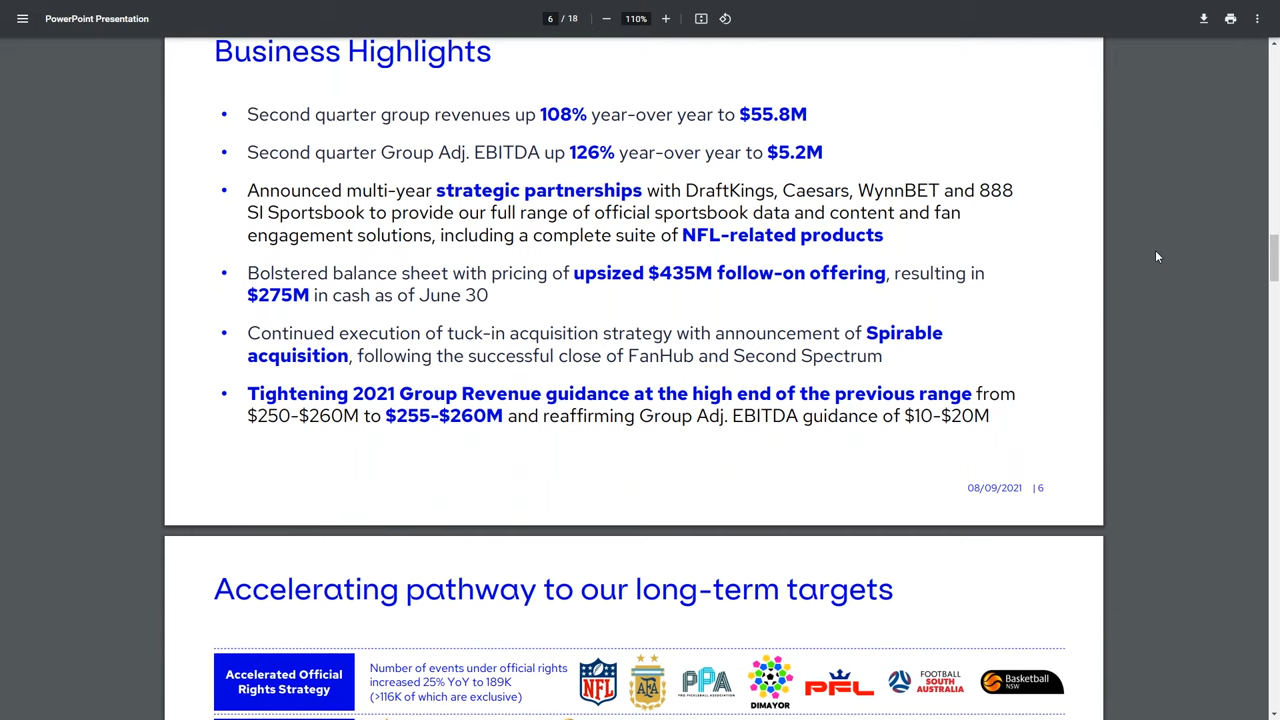 PowerPoint Presentation
6 / 18
110%
Business Highlights
• Second quarter group revenues up 108% year-over year to $55.8M
• Second quarter Group Adj. EBITDA up 126% year-over year to $5.2M
• Announced multi-year strategic partnerships with DraftKings, Caesars, WynnBET and 888
SI Sportsbook to provide our full range of official sportsbook data and content and fan
engagement solutions, including a complete suite of NFL-related products
• Bolstered balance sheet with pricing of upsized $435M follow-on offering, resulting in
$275M in cash as of June 30
• Continued execution of tuck-in acquisition strategy with announcement of Spirable
acquisition, following the successful close of FanHub and Second Spectrum
• Tightening 2021 Group Revenue guidance at the high end of the previous range from
$250-$260M to $255-$260M and reaffirming Group Adj. EBITDA guidance of $10-$20M
08/09/2021 | 6
Accelerating pathway to our long-term targets
Accelerated Official
Rights Strategy
Number of events under official rights
increased 25% YoY to 189K
(>116K of which are exclusive)
NFL
AFA
PPA
PRO PICKLEBALL ASSOCIATION
DIMAYOR
PFL
FOOTBALL
SOUTH
AUSTRALIA
Basketball
NSW